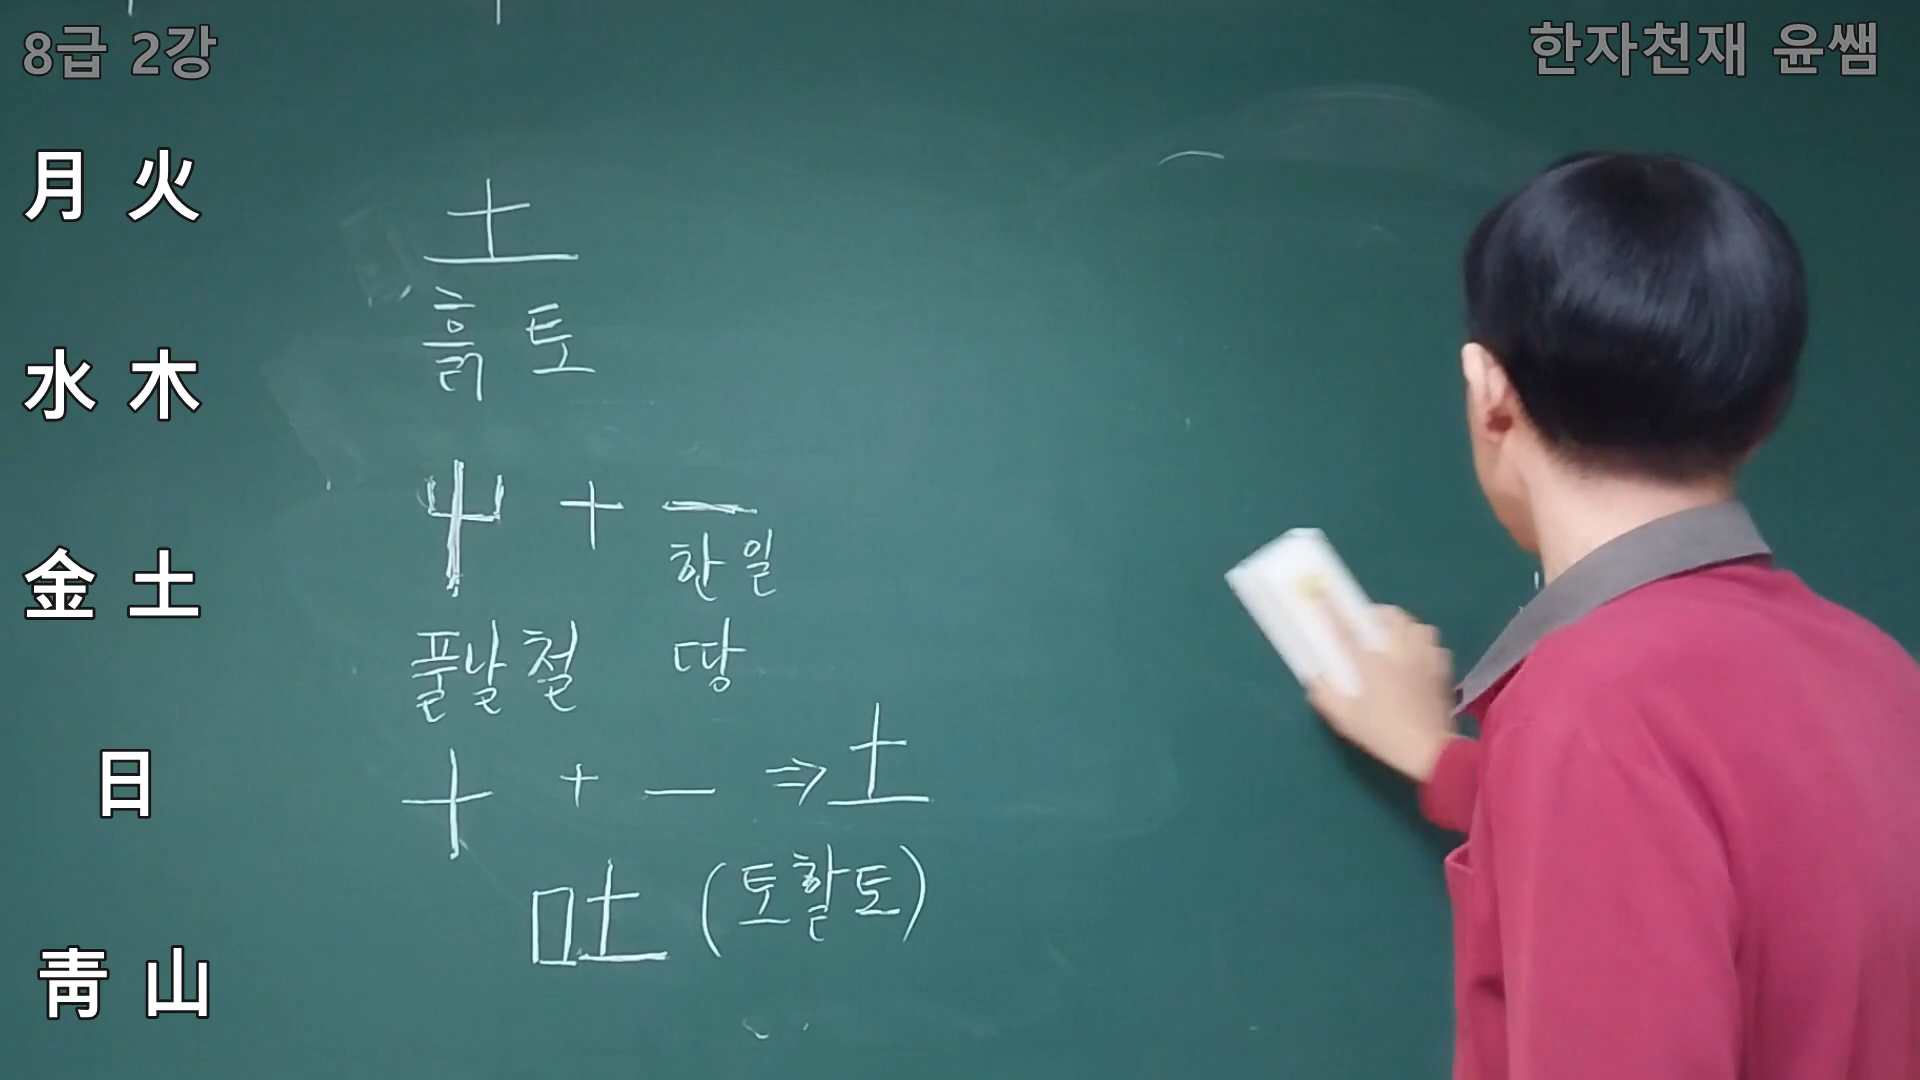 8급 2강
한자천재 윤쌤
月 火
水 木
金 土
日
靑 山
土
흙 토
屮 + 一
한 일
풀날 철 땅
十 + 一 ⇒ 土
吐 (토할토)